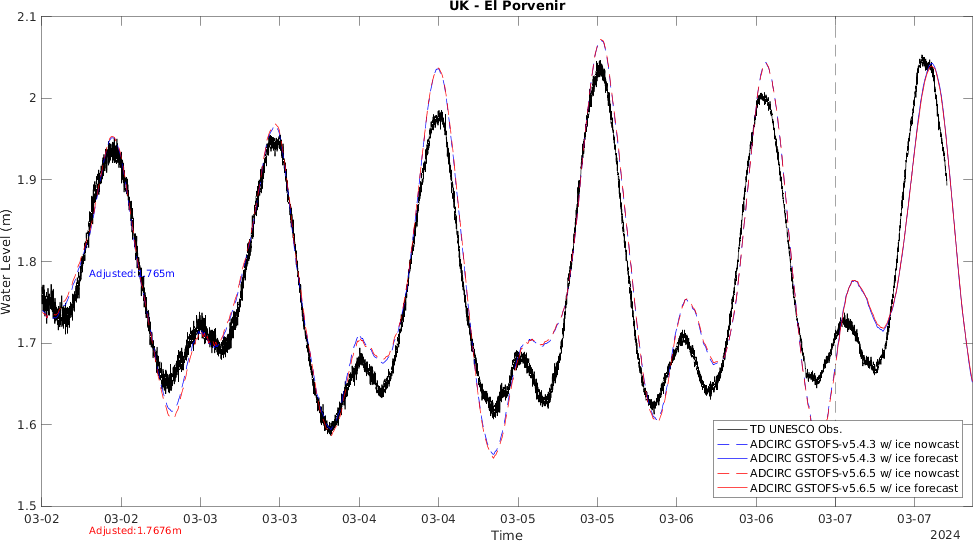 UK - El Porvenir
2.1
2
1.9
1.8
1.7
1.6
1.5
Water Level (m)
Adjusted:1.765m
TD UNESCO Obs.
ADCIRC GSTOFS-v5.4.3 w/ ice nowcast
ADCIRC GSTOFS-v5.4.3 w/ ice forecast
ADCIRC GSTOFS-v5.6.5 w/ ice nowcast
ADCIRC GSTOFS-v5.6.5 w/ ice forecast
03-02 03-02 03-03 03-03 03-04 03-04 03-05 03-05 03-06 03-06 03-07 03-07
Adjusted:1.7676m
Time
2024